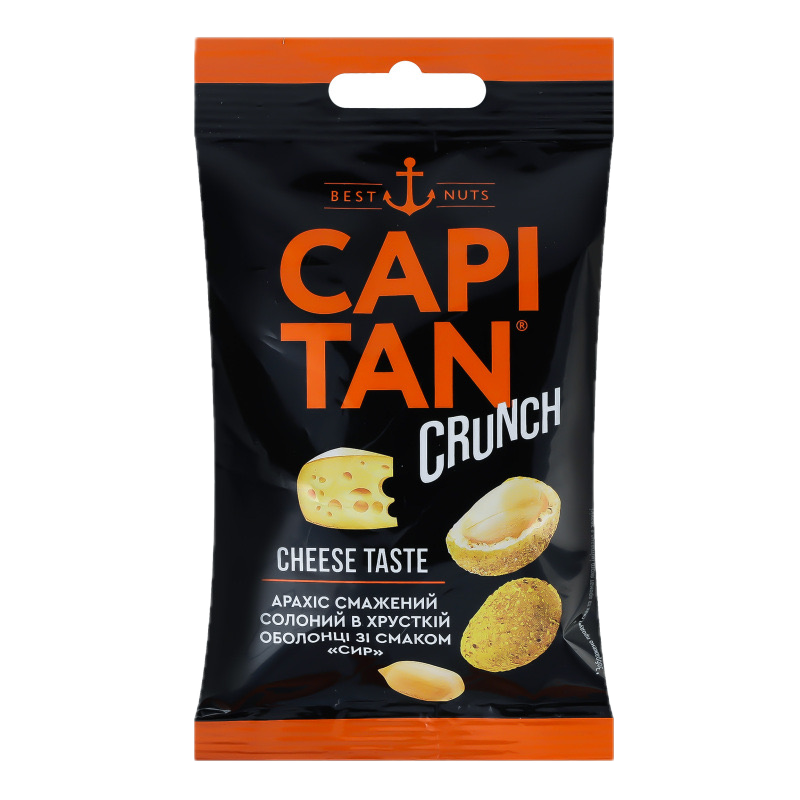 BEST NUTS
CAPI
TAN®
CRUNCH
CHEESE TASTE
АРАХІС СМАЖЕНИЙ
СОЛОНИЙ В ХРУСТКІЙ
ОБОЛОНЦІ ЗІ СМАКОМ
«СИР»